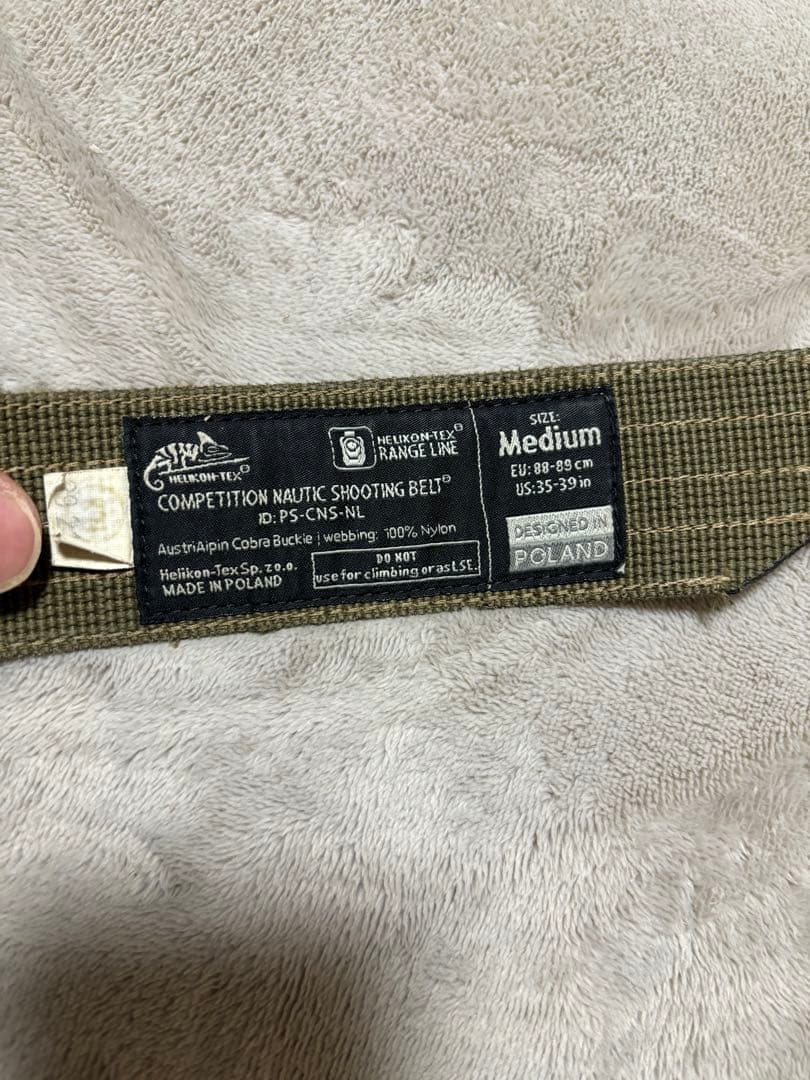 HELIKON-TEX®
HELIKON-TEX®
RANGE LINE
COMPETITION NAUTIC SHOOTING BELT®
ID: PS-CNS-NL
AustriAlpin Cobra Buckle | webbing: 100% Nylon
Helikon-Tex Sp. z o.o.
MADE IN POLAND
DO NOT
use for climbing or as LSE.
SIZE:
Medium
EU: 88-89 cm
US: 35-39 in
DESIGNED IN
POLAND